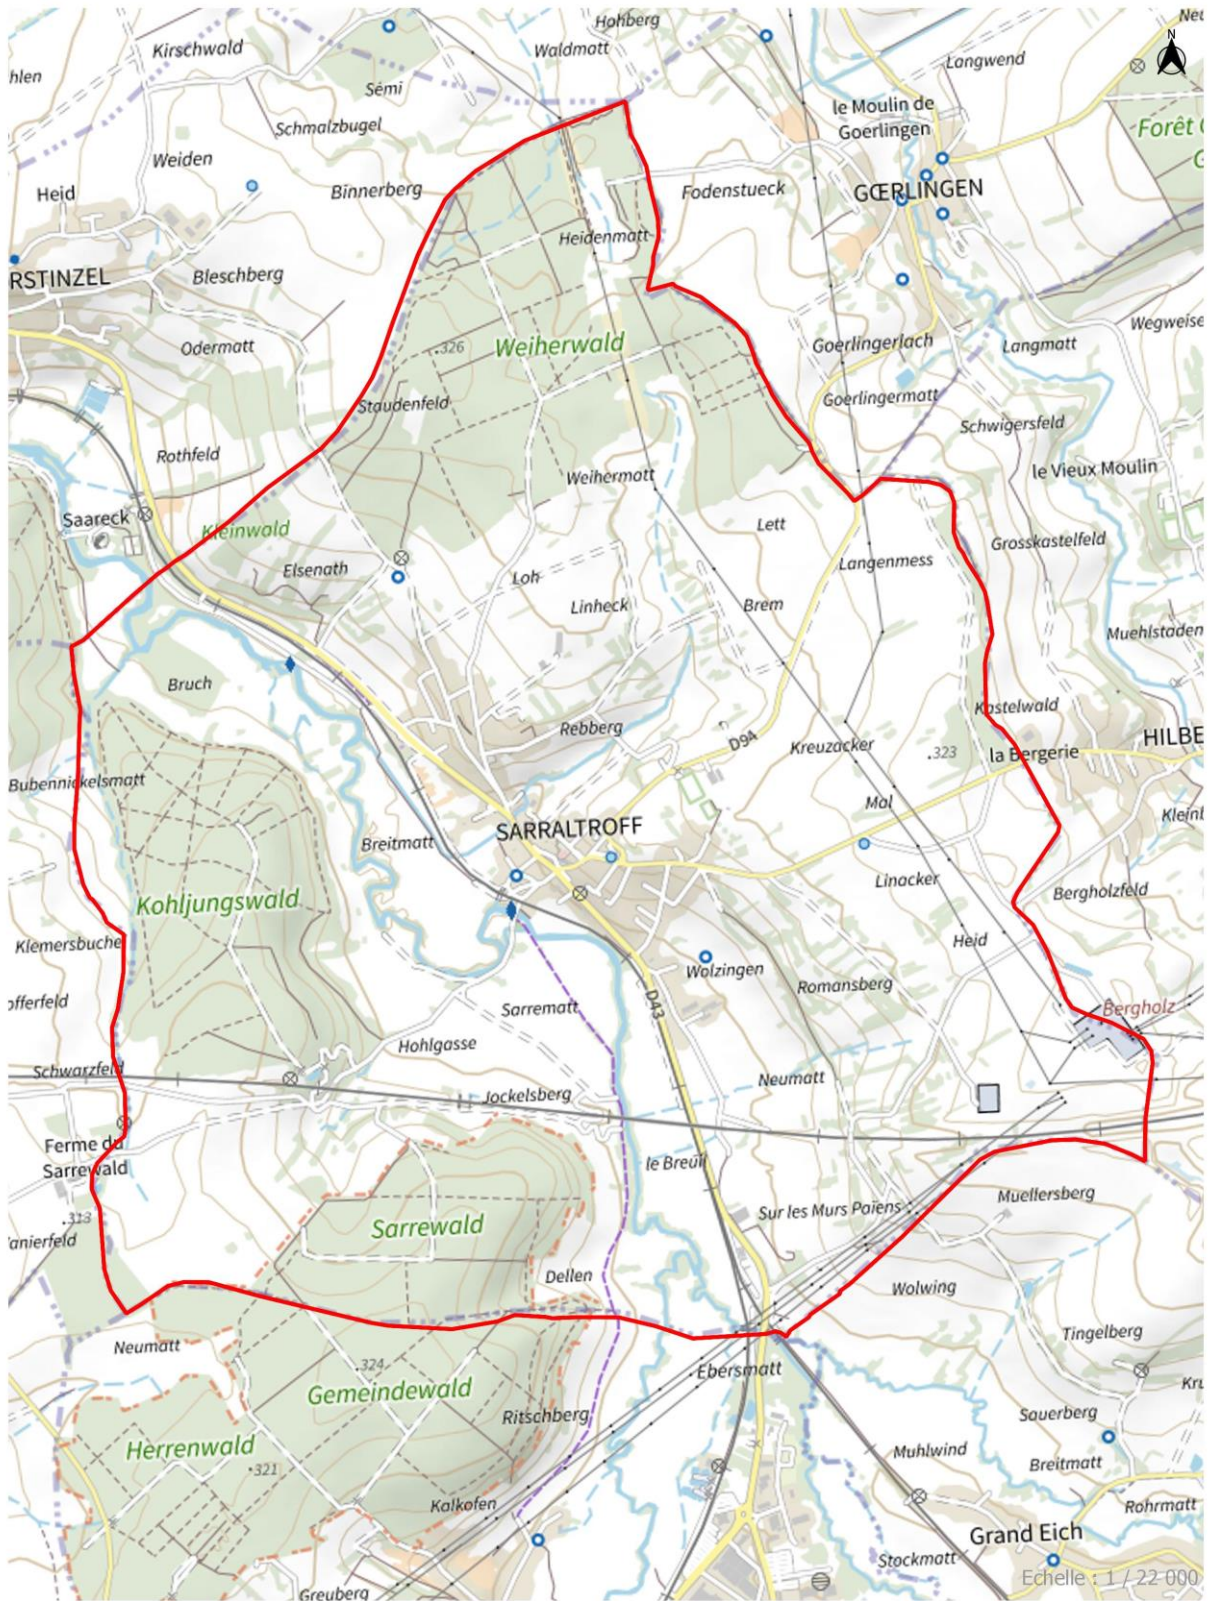 Hohberg
Kirschwald
Waldmatt
N
Langwend
hlen
Sémi
le Moulin de
Goerlingen
Schmalzbugel
Forêt
Weiden
Heid
Binnerberg
Fodenstueck
GŒRLINGEN
Heidenmatt
RSTINZEL
Bleschberg
Wegweise
Odermatt
.326
Weiherwald
Goerlingerlach
Langmatt
Staudenfeld
Goerlingermatt
Schwigersfeld
Rothfeld
Weihermatt
le Vieux Moulin
Saareck
Kleinwald
Lett
Grosskastelfeld
Elsenath
Loh
Langenmess
Linheck
Brem
Muehlstaden
Bruch
Kastelwald
Rebberg
D94
Kreuzacker
.323
la Bergerie
HILBE
Bubennickelsmatt
Mal
SARRALTROFF
Breitmatt
Linacker
Bergholzfeld
Kohljungswald
Klemersbuche
Heid
Wolzingen
Romansberg
offerfeld
Sarrematt
D43
Bergholz
Hohlgasse
Schwarzfeld
Neumatt
Jockelsberg
Ferme du
Sarrewald
le Breuil
Muellersberg
.313
Sarrewald
Sur les Murs Païens
anierfeld
Dellen
Wolwing
Neumatt
Tingelberg
.324
Gemeindewald
Ebersmatt
Ritschberg
Sauerberg
Herrenwald
.321
Muhlwind
Breitmatt
Kalkofen
Rohrmatt
Grand Eich
Stockmatt
Greuberg
Echelle : 1 / 22 000